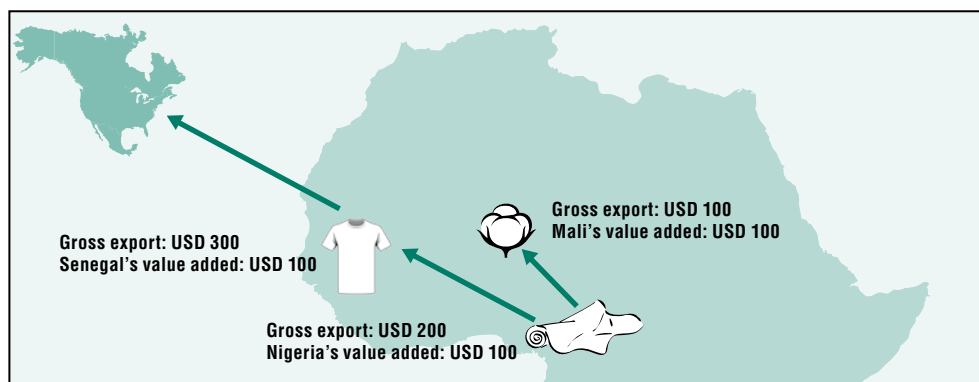 Gross export: USD 100
Mali's value added: USD 100
Gross export: USD 300
Senegal's value added: USD 100
Gross export: USD 200
Nigeria's value added: USD 100